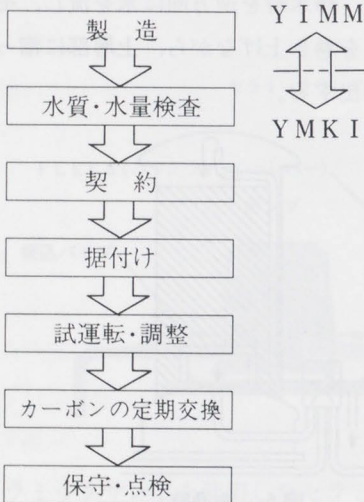 製 造
YIMM
水質・水量検査
YMKI
契 約
据付け
試運転・調整
カーボンの定期交換
保守・点検